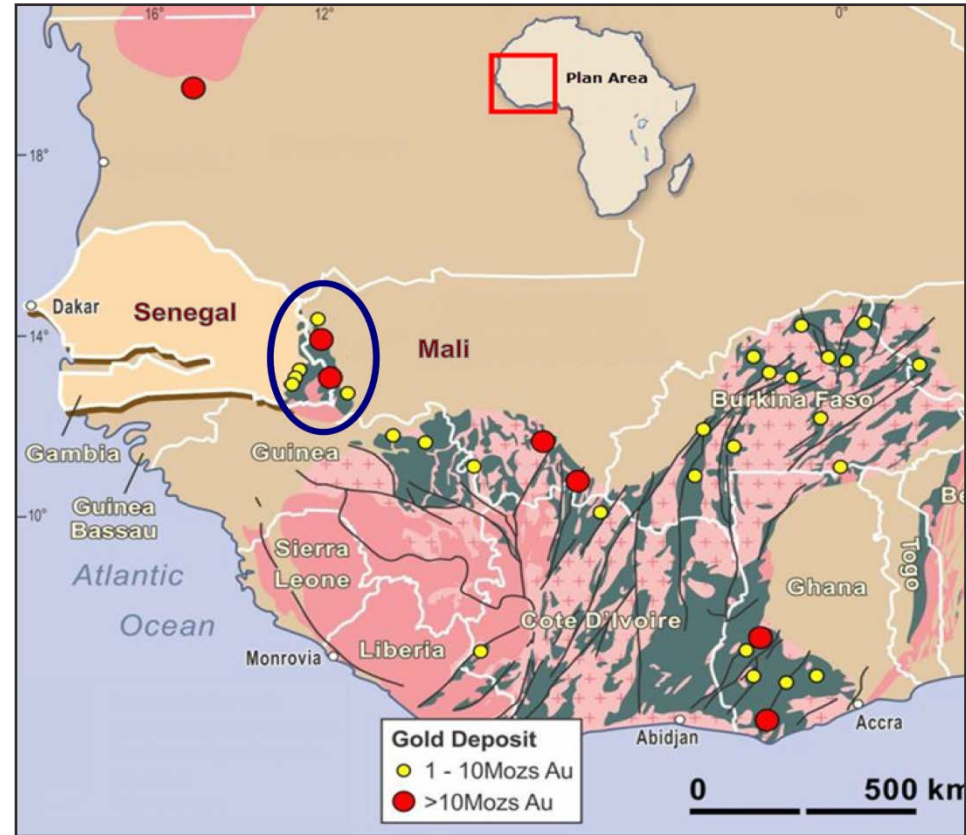 16°
12°
0°
Plan Area
18°
Dakar
Senegal
14°
Mali
Burkina Faso
Gambia
Guinea
Guinea
Bassau
10°
Be
Sierra
Leone
Togo
Ghana
Atlantic
Ocean
Cote D'Ivoire
Liberia
Monrovia
Accra
Abidjan
Gold Deposit
1 - 10Mozs Au
>10Mozs Au
0 500 km